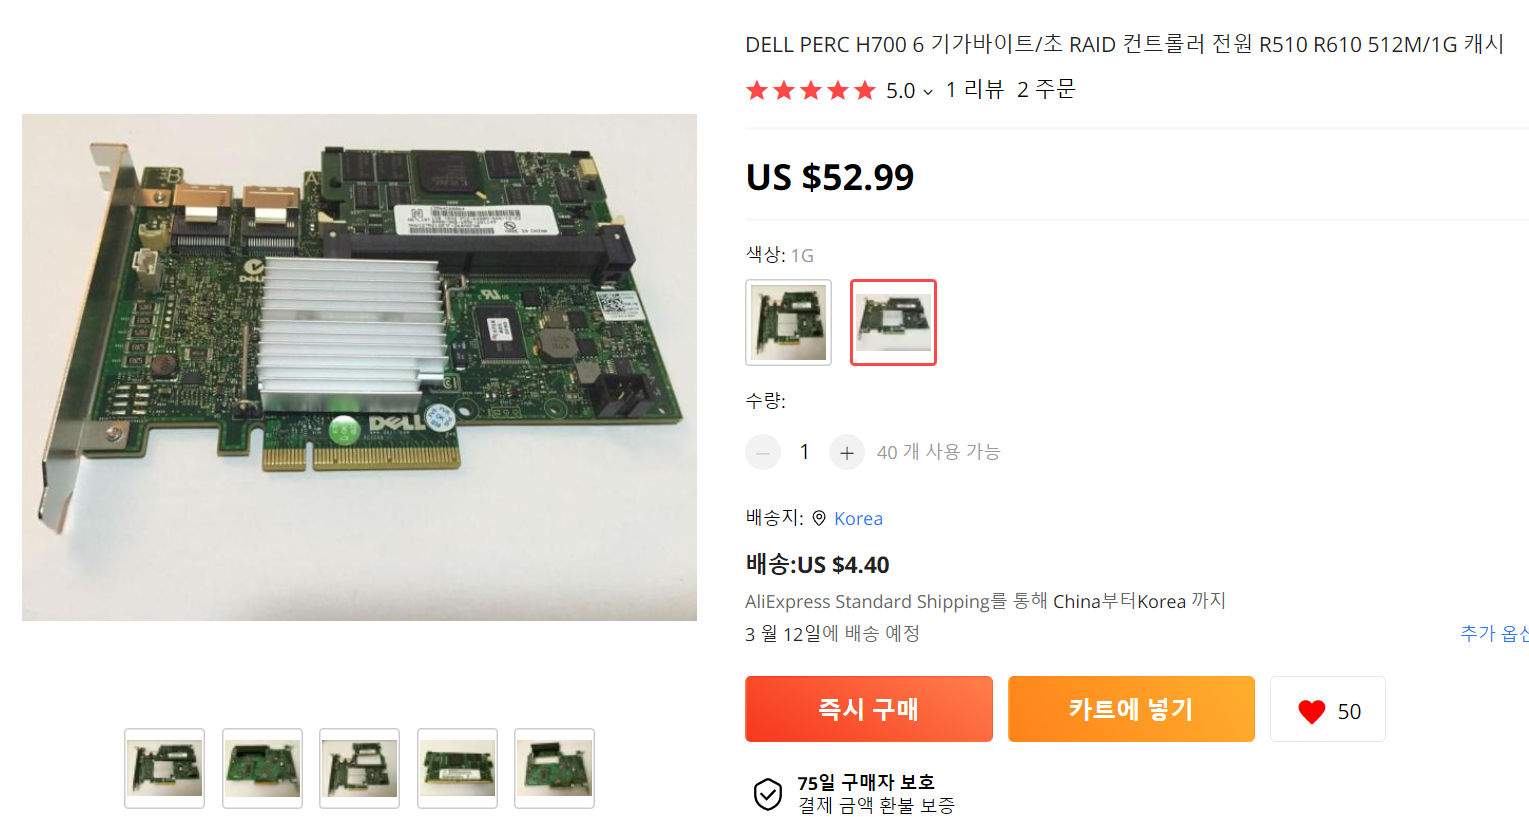 DELL PERC H700 6 기가바이트/초 RAID 컨트롤러 전원 R510 R610 512M/1G 캐시
5.0 1 리뷰 2 주문
US $52.99
색상: 1G
수량:
1 40 개 사용 가능
배송지: Korea
배송:US $4.40
AliExpress Standard Shipping를 통해 China부터Korea 까지
3 월 12일에 배송 예정
추가 옵션
즉시 구매
카트에 넣기
50
75일 구매자 보호
결제 금액 환불 보증
B
A
DELL
DELL